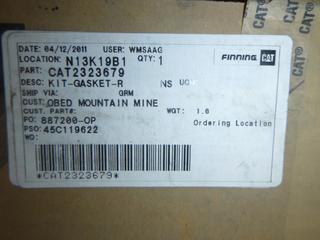 DATE: 04/12/2011 USER: WMSAAG
LOCATION: N13K19B1 QTY: 1
PART: CAT2323679
DESC: KIT-GASKET-R NS
SHIP VIA: GRM
CUST: OBED MOUNTAIN MINE
CUST. PART#: WGT: 1.0
PO: 887200-OP Ordering Location
PSO: 45C119622
WO:
*CAT2323679*
FINNING CAT
CAT